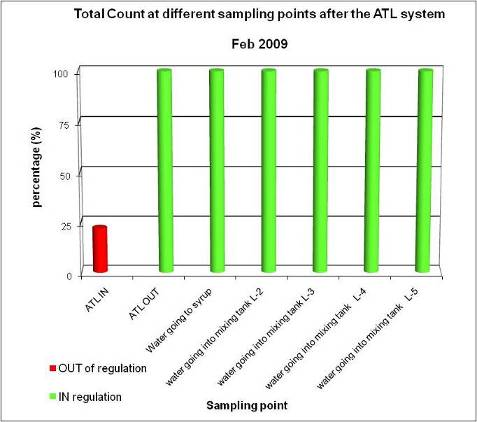 Total Count at different sampling points after the ATL system
Feb 2009
percentage (%)
100
75
50
25
0
ATL IN
ATL OUT
Water going to syrup
water going into mixing tank L-2
water going into mixing tank L-3
water going into mixing tank L-4
water going into mixing tank L-5
OUT of regulation
IN regulation
Sampling point